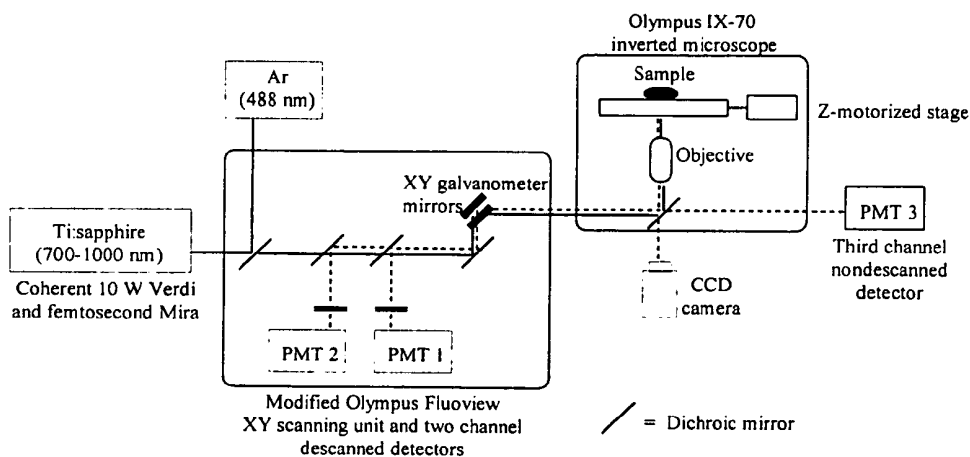 Olympus IX-70
inverted microscope
Ar
(488 nm)
Sample
Z-motorized stage
Objective
XY galvanometer
mirrors
Ti:sapphire
(700-1000 nm)
PMT 3
Coherent 10 W Verdi
and femtosecond Mira
Third channel
nondescanned
detector
CCD
camera
PMT 2
PMT 1
Modified Olympus Fluoview
XY scanning unit and two channel
descanned detectors
= Dichroic mirror